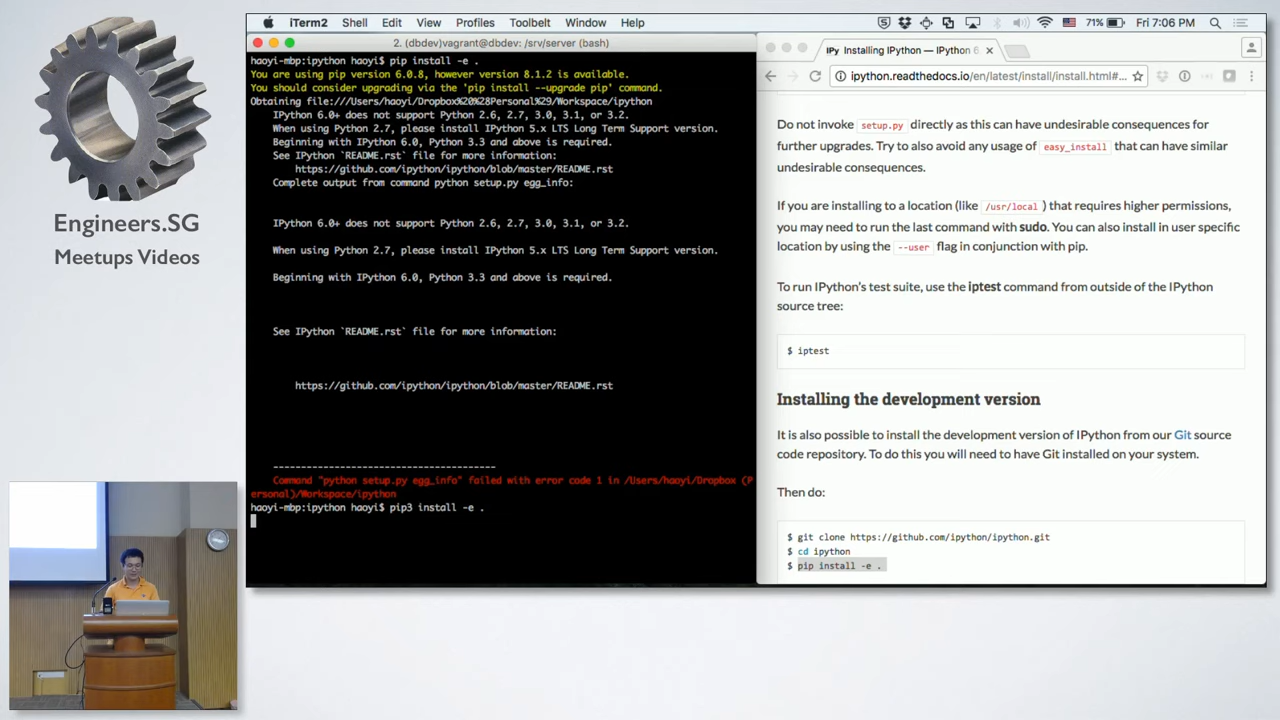 Engineers.SG
Meetups Videos
iTerm2 Shell Edit View Profiles Toolbelt Window Help
71% Fri 7:06 PM
2. (dbdev)vagrant@dbdev: /srv/server (bash)
haoyi-mbp:ipython haoyi$ pip install -e .
You are using pip version 6.0.8, however version 8.1.2 is available.
You should consider upgrading via the 'pip install --upgrade pip' command.
Obtaining file:///Users/haoyi/Dropbox%20%28Personal%29/Workspace/ipython
IPython 6.0+ does not support Python 2.6, 2.7, 3.0, 3.1, or 3.2.
When using Python 2.7, please install IPython 5.x LTS Long Term Support version.
Beginning with IPython 6.0, Python 3.3 and above is required.
See IPython `README.rst` file for more information:
https://github.com/ipython/ipython/blob/master/README.rst
Complete output from command python setup.py egg_info:
IPython 6.0+ does not support Python 2.6, 2.7, 3.0, 3.1, or 3.2.
When using Python 2.7, please install IPython 5.x LTS Long Term Support version.
Beginning with IPython 6.0, Python 3.3 and above is required.
See IPython `README.rst` file for more information:
https://github.com/ipython/ipython/blob/master/README.rst
----------------------------------------
Command "python setup.py egg_info" failed with error code 1 in /Users/haoyi/Dropbox (P
ersonal)/Workspace/ipython
haoyi-mbp:ipython haoyi$ pip3 install -e .
IPy Installing IPython — IPython 6.
ipython.readthedocs.io/en/latest/install/install.html#...
Do not invoke setup.py directly as this can have undesirable consequences for
further upgrades. Try to also avoid any usage of easy_install that can have similar
undesirable consequences.
If you are installing to a location (like /usr/local ) that requires higher permissions,
you may need to run the last command with sudo. You can also install in user specific
location by using the --user flag in conjunction with pip.
To run IPython's test suite, use the iptest command from outside of the IPython
source tree:
$ iptest
Installing the development version
It is also possible to install the development version of IPython from our Git source
code repository. To do this you will need to have Git installed on your system.
Then do:
$ git clone https://github.com/ipython/ipython.git
$ cd ipython
$ pip install -e .